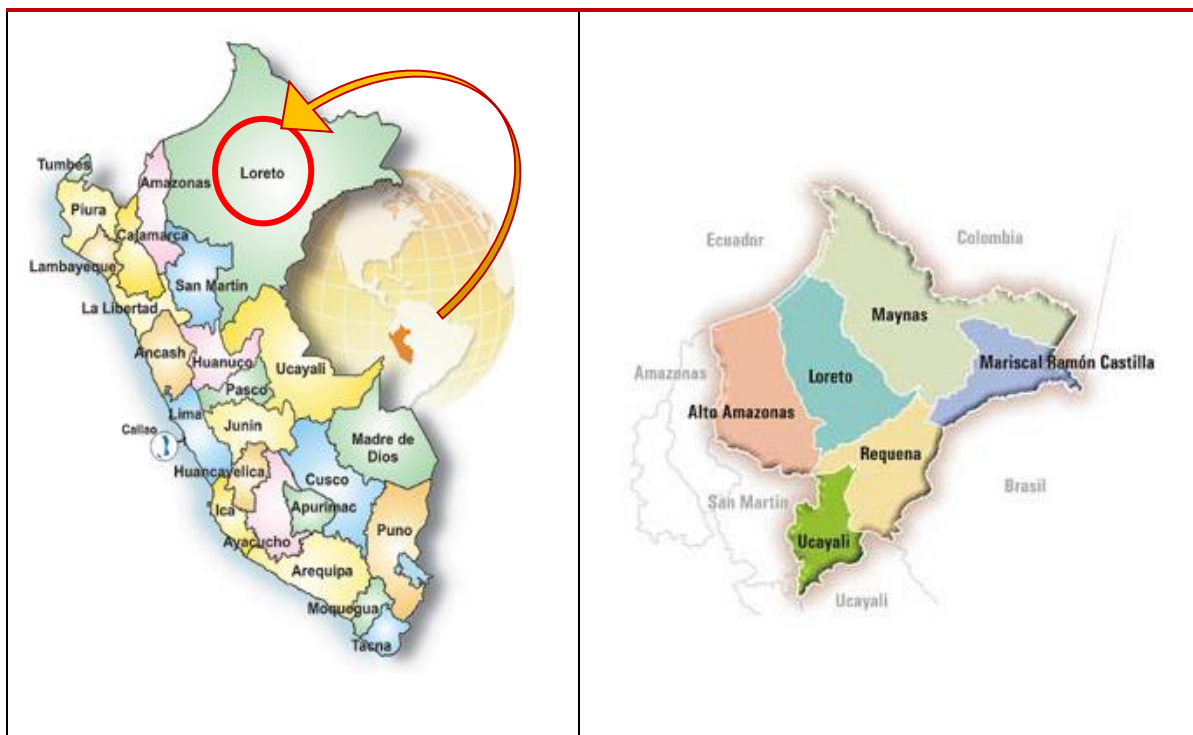 Tumbes
Amazonas
Loreto
Piura
Cajamarca
Lambayeque
San Martin
La Libertad
Ancash
Huanuco
Ucayali
Pasco
Lima
Callao
Junin
Madre de
Dios
Huancavelica
Cusco
Ica
Apurimac
Puno
Ayacucho
Arequipa
Moquegua
Tacna
Ecuador
Colombia
Maynas
Mariscal Ramón Castilla
Amazonas
Loreto
Alto Amazonas
Requena
Brasil
San Martin
Ucayali
Ucayali